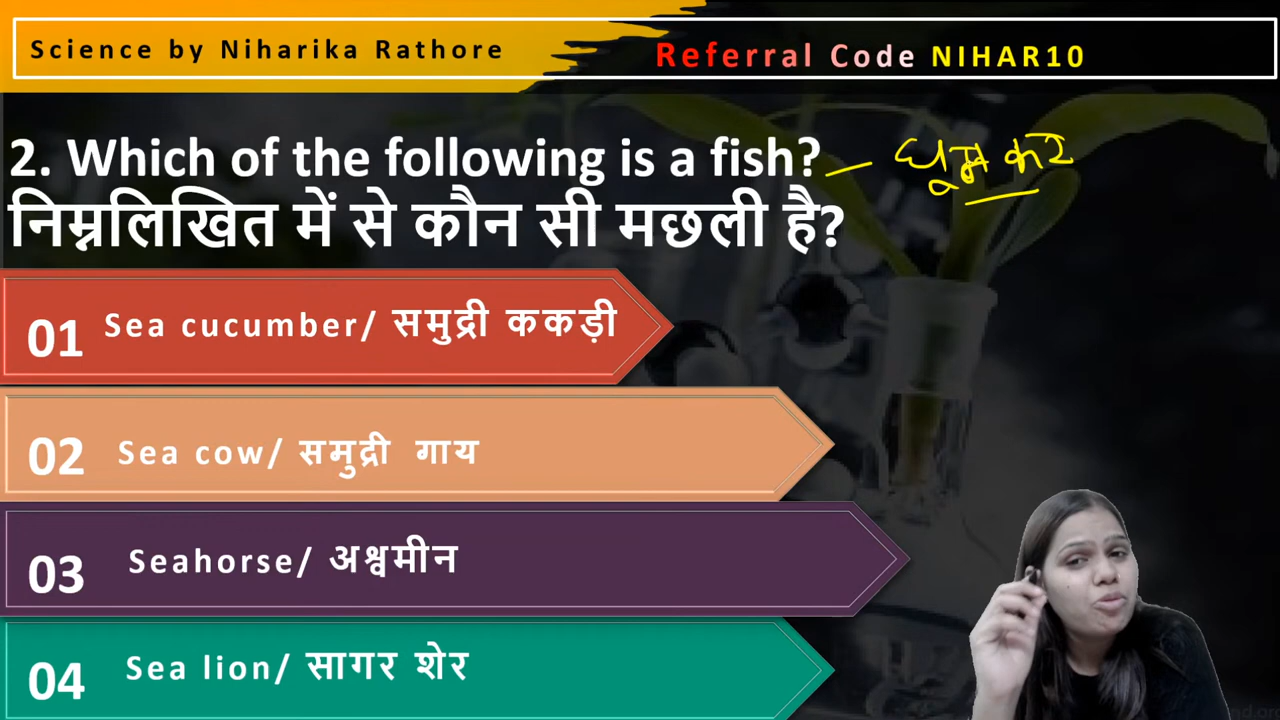 Science by Niharika Rathore
Referral Code NIHAR10
2. Which of the following is a fish? – घूम कर
निम्नलिखित में से कौन सी मछली है?
01 Sea cucumber/ समुद्री ककड़ी
02 Sea cow/ समुद्री गाय
03 Seahorse/ अश्वमीन
04 Sea lion/ सागर शेर